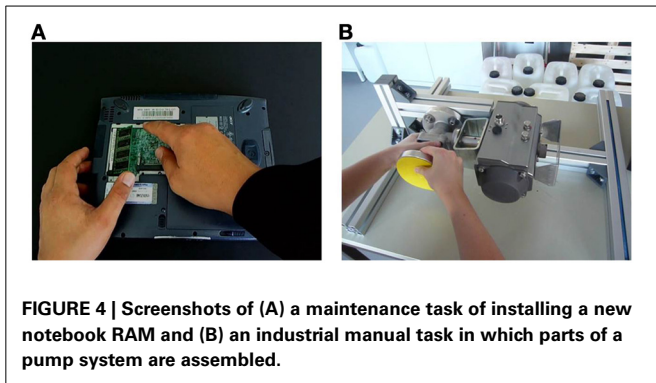 A
B
FIGURE 4 | Screenshots of (A) a maintenance task of installing a new
notebook RAM and (B) an industrial manual task in which parts of a
pump system are assembled.